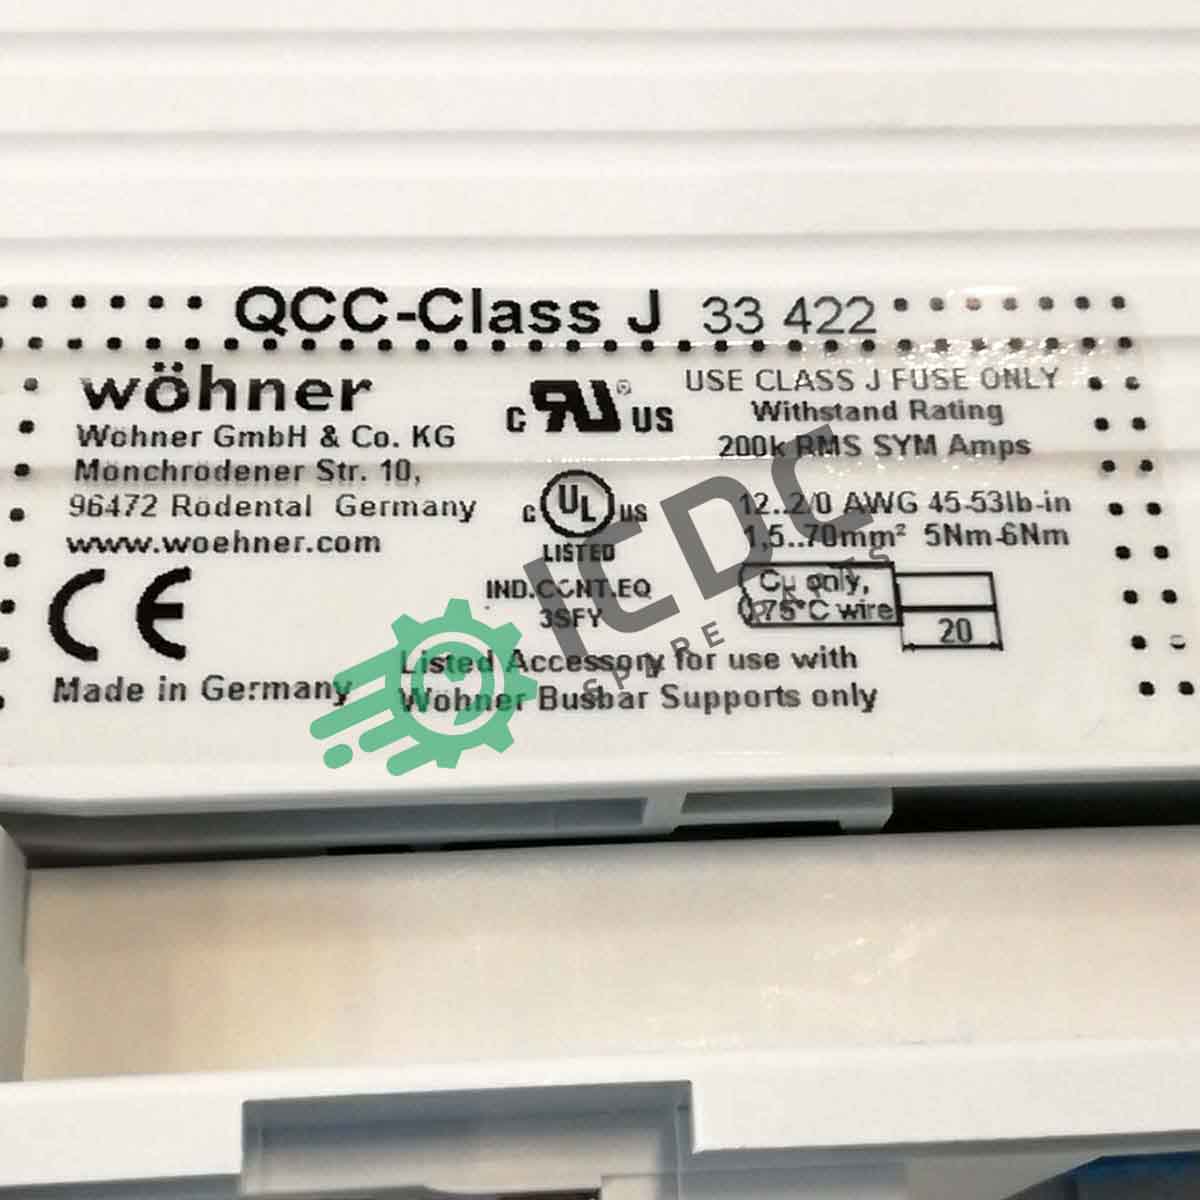 QCC-Class J 33 422
wöhner
Wöhner GmbH & Co. KG
Mönchrödener Str. 10,
96472 Rödental Germany
www.woehner.com
CE
Made in Germany
C RU® US
C UL US
LISTED
IND.CONT.EQ
3SFY
USE CLASS J FUSE ONLY
Withstand Rating
200k RMS SYM Amps
12..2/0 AWG 45-53lb-in
1,5..70mm² 5Nm-6Nm
Cu only,
75°C wire
20
Listed Accessory for use with
Wöhner Busbar Supports only
ICDC
SPARE PARTS